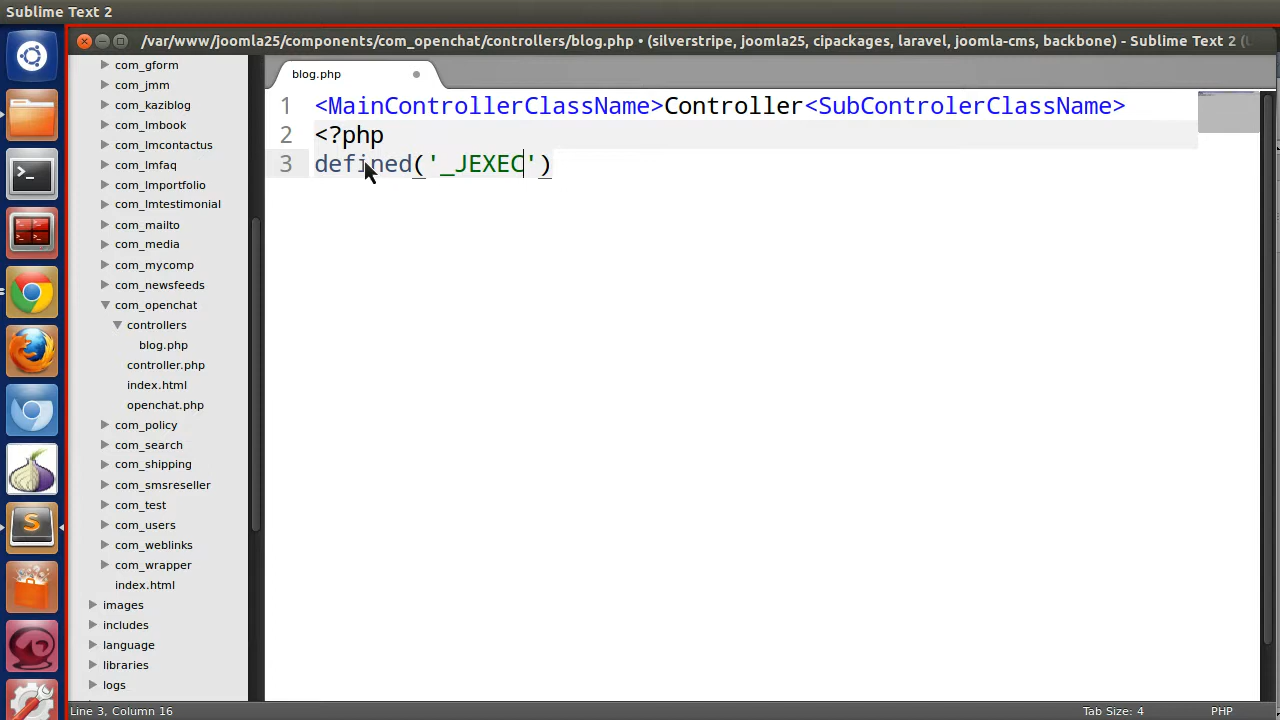 Sublime Text 2
/var/www/joomla25/components/com_openchat/controllers/blog.php • (silverstripe, joomla25, cipackages, laravel, joomla-cms, backbone) - Sublime Text 2
blog.php
com_gform
com_jmm
com_kaziblog
com_lmbook
com_lmcontactus
com_lmfaq
com_lmportfolio
com_lmtestimonial
com_mailto
com_media
com_mycomp
com_newsfeeds
com_openchat
controllers
blog.php
controller.php
index.html
openchat.php
com_policy
com_search
com_shipping
com_smsreseller
com_test
com_users
com_weblinks
com_wrapper
index.html
images
includes
language
libraries
logs
1 <MainControllerClassName>Controller<SubControlerClassName>
2 <?php
3 defined('_JEXEC')
Line 3, Column 16
Tab Size: 4
PHP